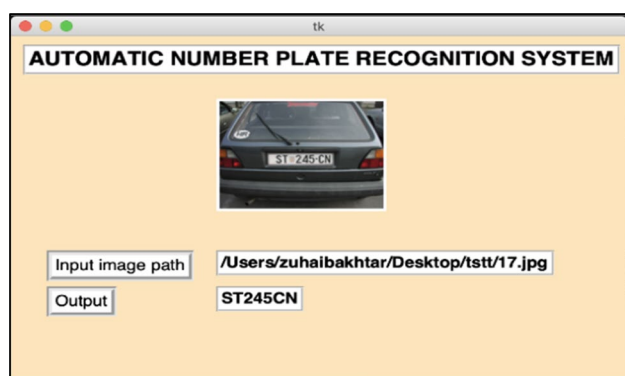 tk
AUTOMATIC NUMBER PLATE RECOGNITION SYSTEM
HR
ST 245-CN
Input image path
/Users/zuhaibakhtar/Desktop/tstt/17.jpg
Output
ST245CN